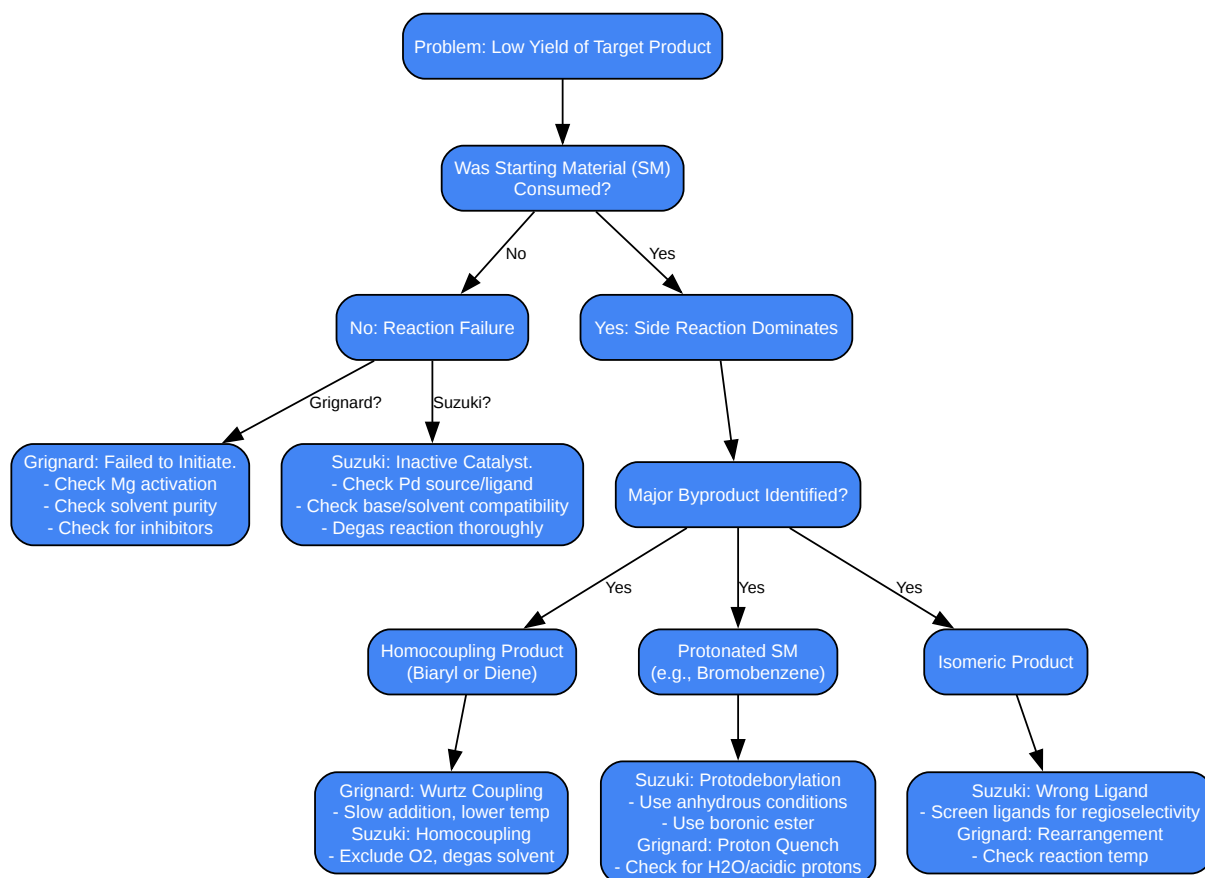 Problem: Low Yield of Target Product
Was Starting Material (SM)
Consumed?
No
Yes
No: Reaction Failure
Yes: Side Reaction Dominates
Grignard?
Suzuki?
Grignard: Failed to Initiate.
- Check Mg activation
- Check solvent purity
- Check for inhibitors
Suzuki: Inactive Catalyst.
- Check Pd source/ligand
- Check base/solvent compatibility
- Degas reaction thoroughly
Major Byproduct Identified?
Yes
Yes
Yes
Homocoupling Product
(Biaryl or Diene)
Protonated SM
(e.g., Bromobenzene)
Isomeric Product
Grignard: Wurtz Coupling
- Slow addition, lower temp
Suzuki: Homocoupling
- Exclude O2, degas solvent
Suzuki: Protodeborylation
- Use anhydrous conditions
- Use boronic ester
Grignard: Proton Quench
- Check for H2O/acidic protons
Suzuki: Wrong Ligand
- Screen ligands for regioselectivity
Grignard: Rearrangement
- Check reaction temp